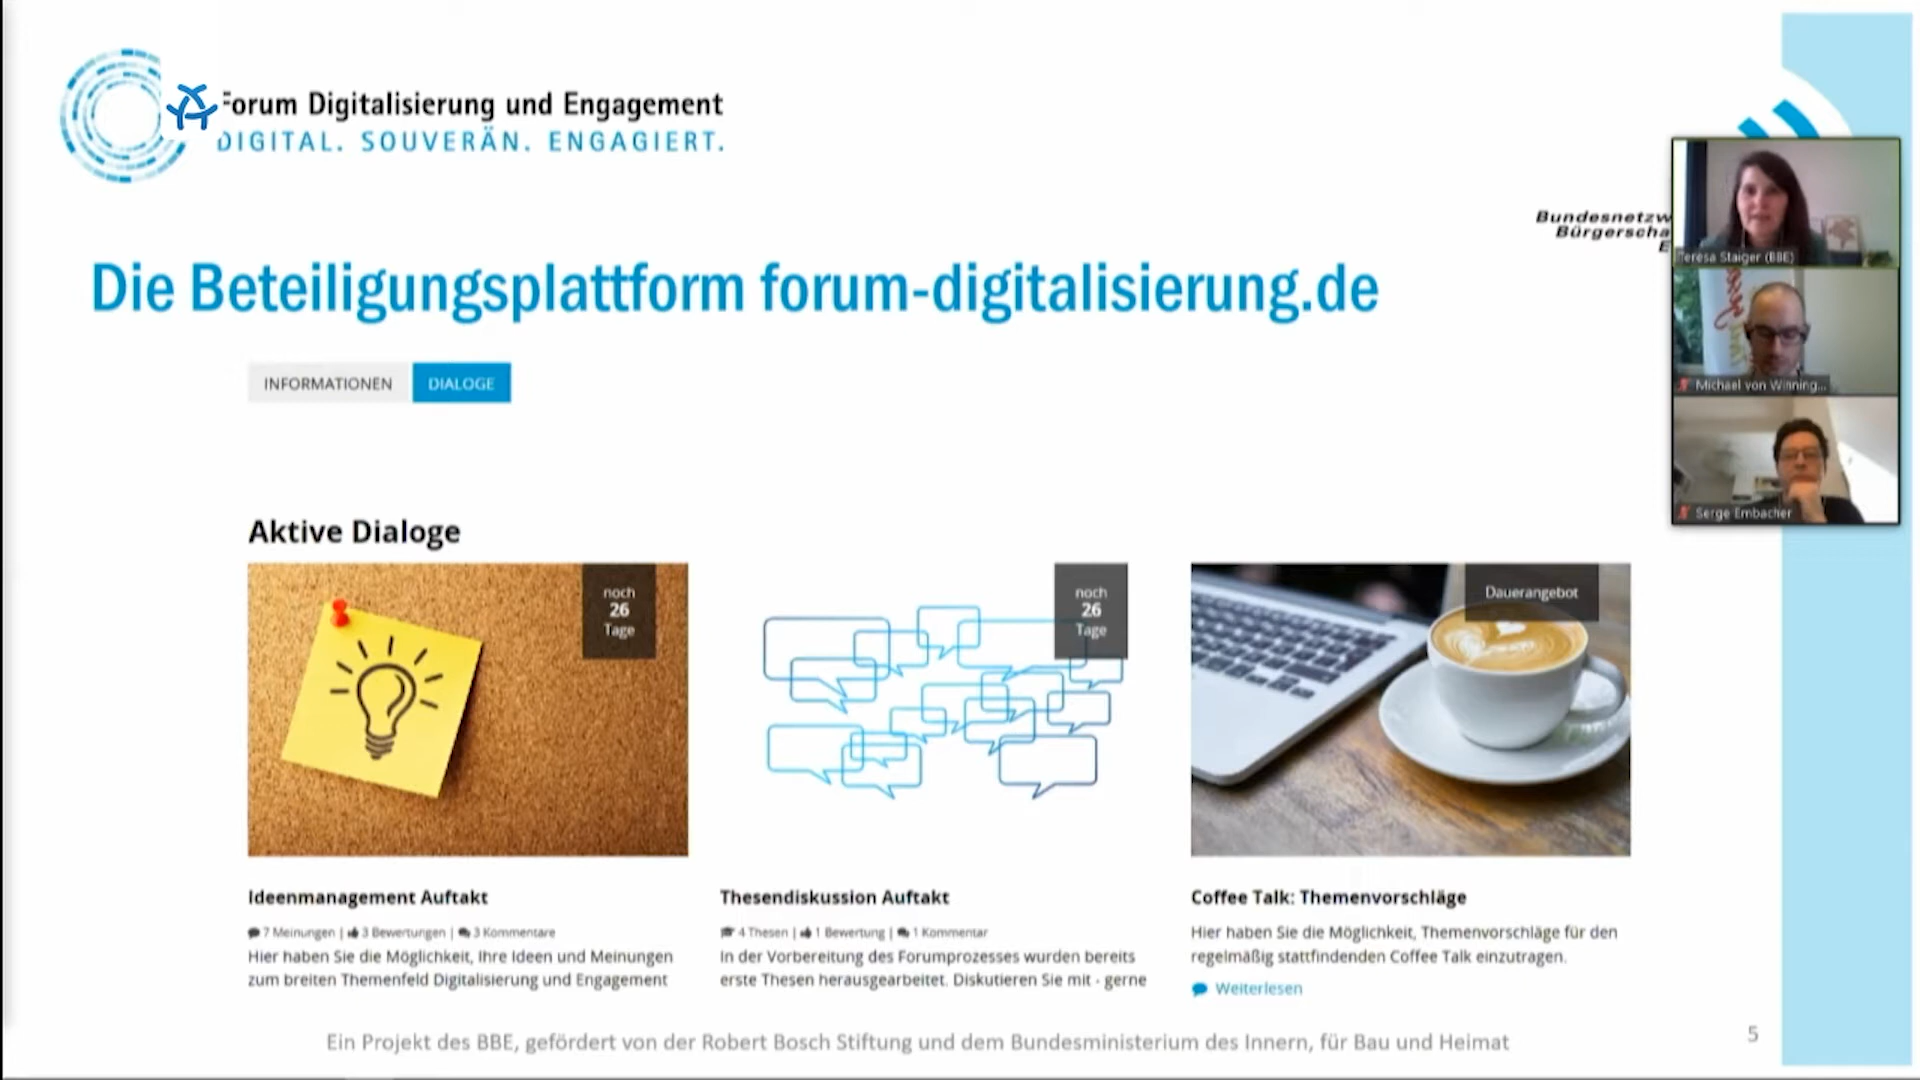 Forum Digitalisierung und Engagement
DIGITAL. SOUVERÄN. ENGAGIERT.
Bundesnetzw
Bürgerscha
E
Teresa Staiger (BBE)
Michael von Winning...
Serge Embacher
Die Beteiligungsplattform forum-digitalisierung.de
INFORMATIONEN DIALOGE
Aktive Dialoge
noch
26
Tage
noch
26
Tage
Dauerangebot
Ideenmanagement Auftakt
7 Meinungen | 3 Bewertungen | 3 Kommentare
Hier haben Sie die Möglichkeit, Ihre Ideen und Meinungen
zum breiten Themenfeld Digitalisierung und Engagement
Thesendiskussion Auftakt
4 Thesen | 1 Bewertung | 1 Kommentar
In der Vorbereitung des Forumprozesses wurden bereits
erste Thesen herausgearbeitet. Diskutieren Sie mit - gerne
Coffee Talk: Themenvorschläge
Hier haben Sie die Möglichkeit, Themenvorschläge für den
regelmäßig stattfindenden Coffee Talk einzutragen.
Weiterlesen
Ein Projekt des BBE, gefördert von der Robert Bosch Stiftung und dem Bundesministerium des Innern, für Bau und Heimat
5